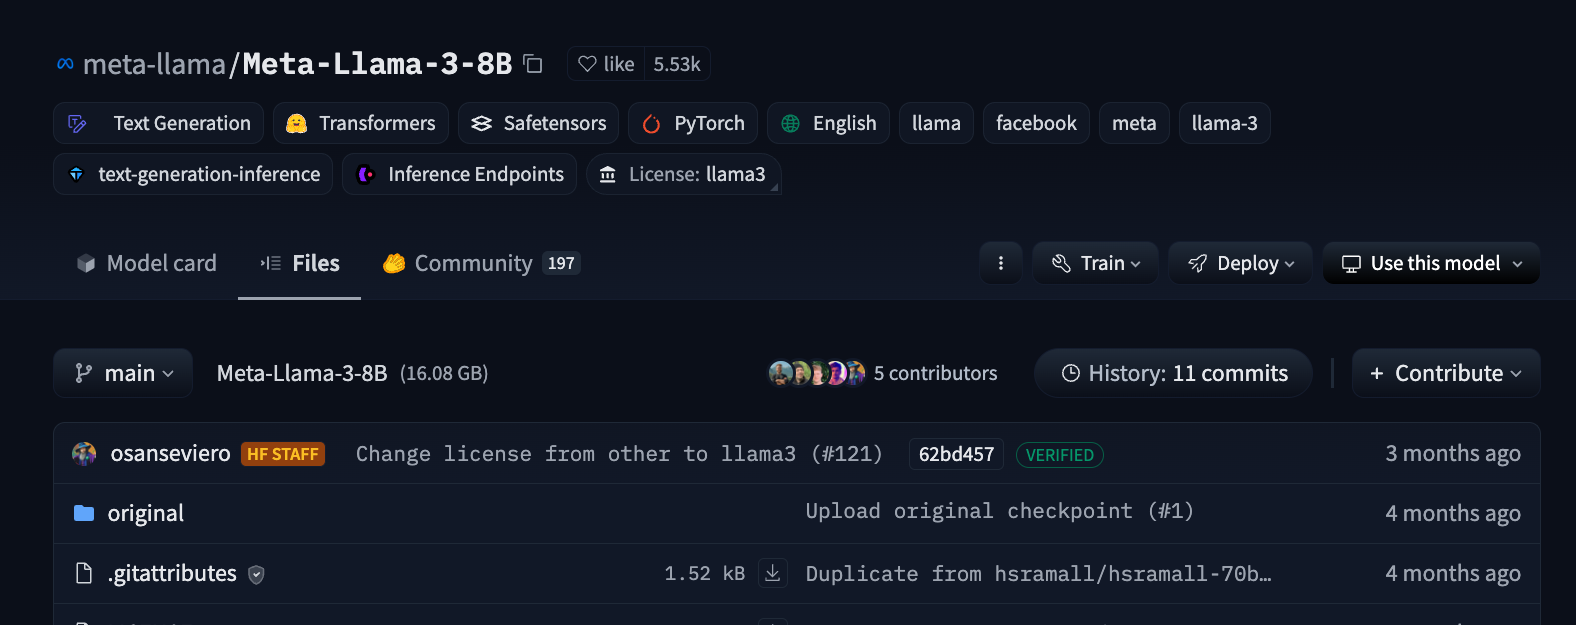 meta-llama/Meta-Llama-3-8B like 5.53k
Text Generation Transformers Safetensors PyTorch English llama facebook meta llama-3
text-generation-inference Inference Endpoints License: llama3
Model card Files Community 197 Train Deploy Use this model
main Meta-Llama-3-8B (16.08 GB) 5 contributors History: 11 commits + Contribute
osanseviero HF STAFF Change license from other to llama3 (#121) 62bd457 VERIFIED 3 months ago
original Upload original checkpoint (#1) 4 months ago
.gitattributes 1.52 kB Duplicate from hsramall/hsramall-70b… 4 months ago